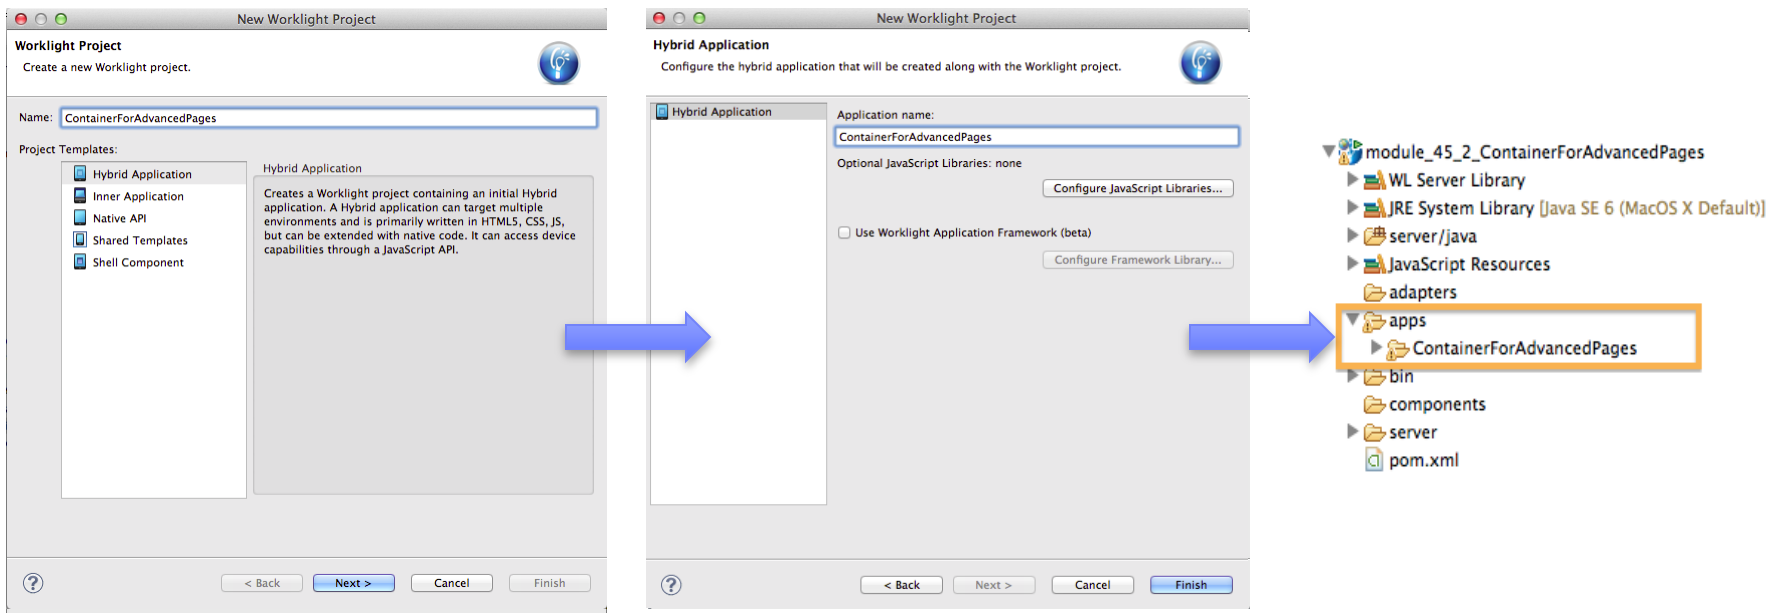 New Worklight Project
Worklight Project
Create a new Worklight project.
Name:
ContainerForAdvancedPages
Project Templates:
Hybrid Application
Inner Application
Native API
Shared Templates
Shell Component
Hybrid Application
Creates a Worklight project containing an initial Hybrid
application. A Hybrid application can target multiple
environments and is primarily written in HTML5, CSS, JS,
but can be extended with native code. It can access device
capabilities through a JavaScript API.
?
< Back
Next >
Cancel
Finish
New Worklight Project
Hybrid Application
Configure the hybrid application that will be created along with the Worklight project.
Hybrid Application
Application name:
ContainerForAdvancedPages
Optional JavaScript Libraries: none
Configure JavaScript Libraries...
Use Worklight Application Framework (beta)
Configure Framework Library...
?
< Back
Next >
Cancel
Finish
module_45_2_ContainerForAdvancedPages
WL Server Library
JRE System Library [Java SE 6 (MacOS X Default)]
server/java
JavaScript Resources
adapters
apps
ContainerForAdvancedPages
bin
components
server
pom.xml